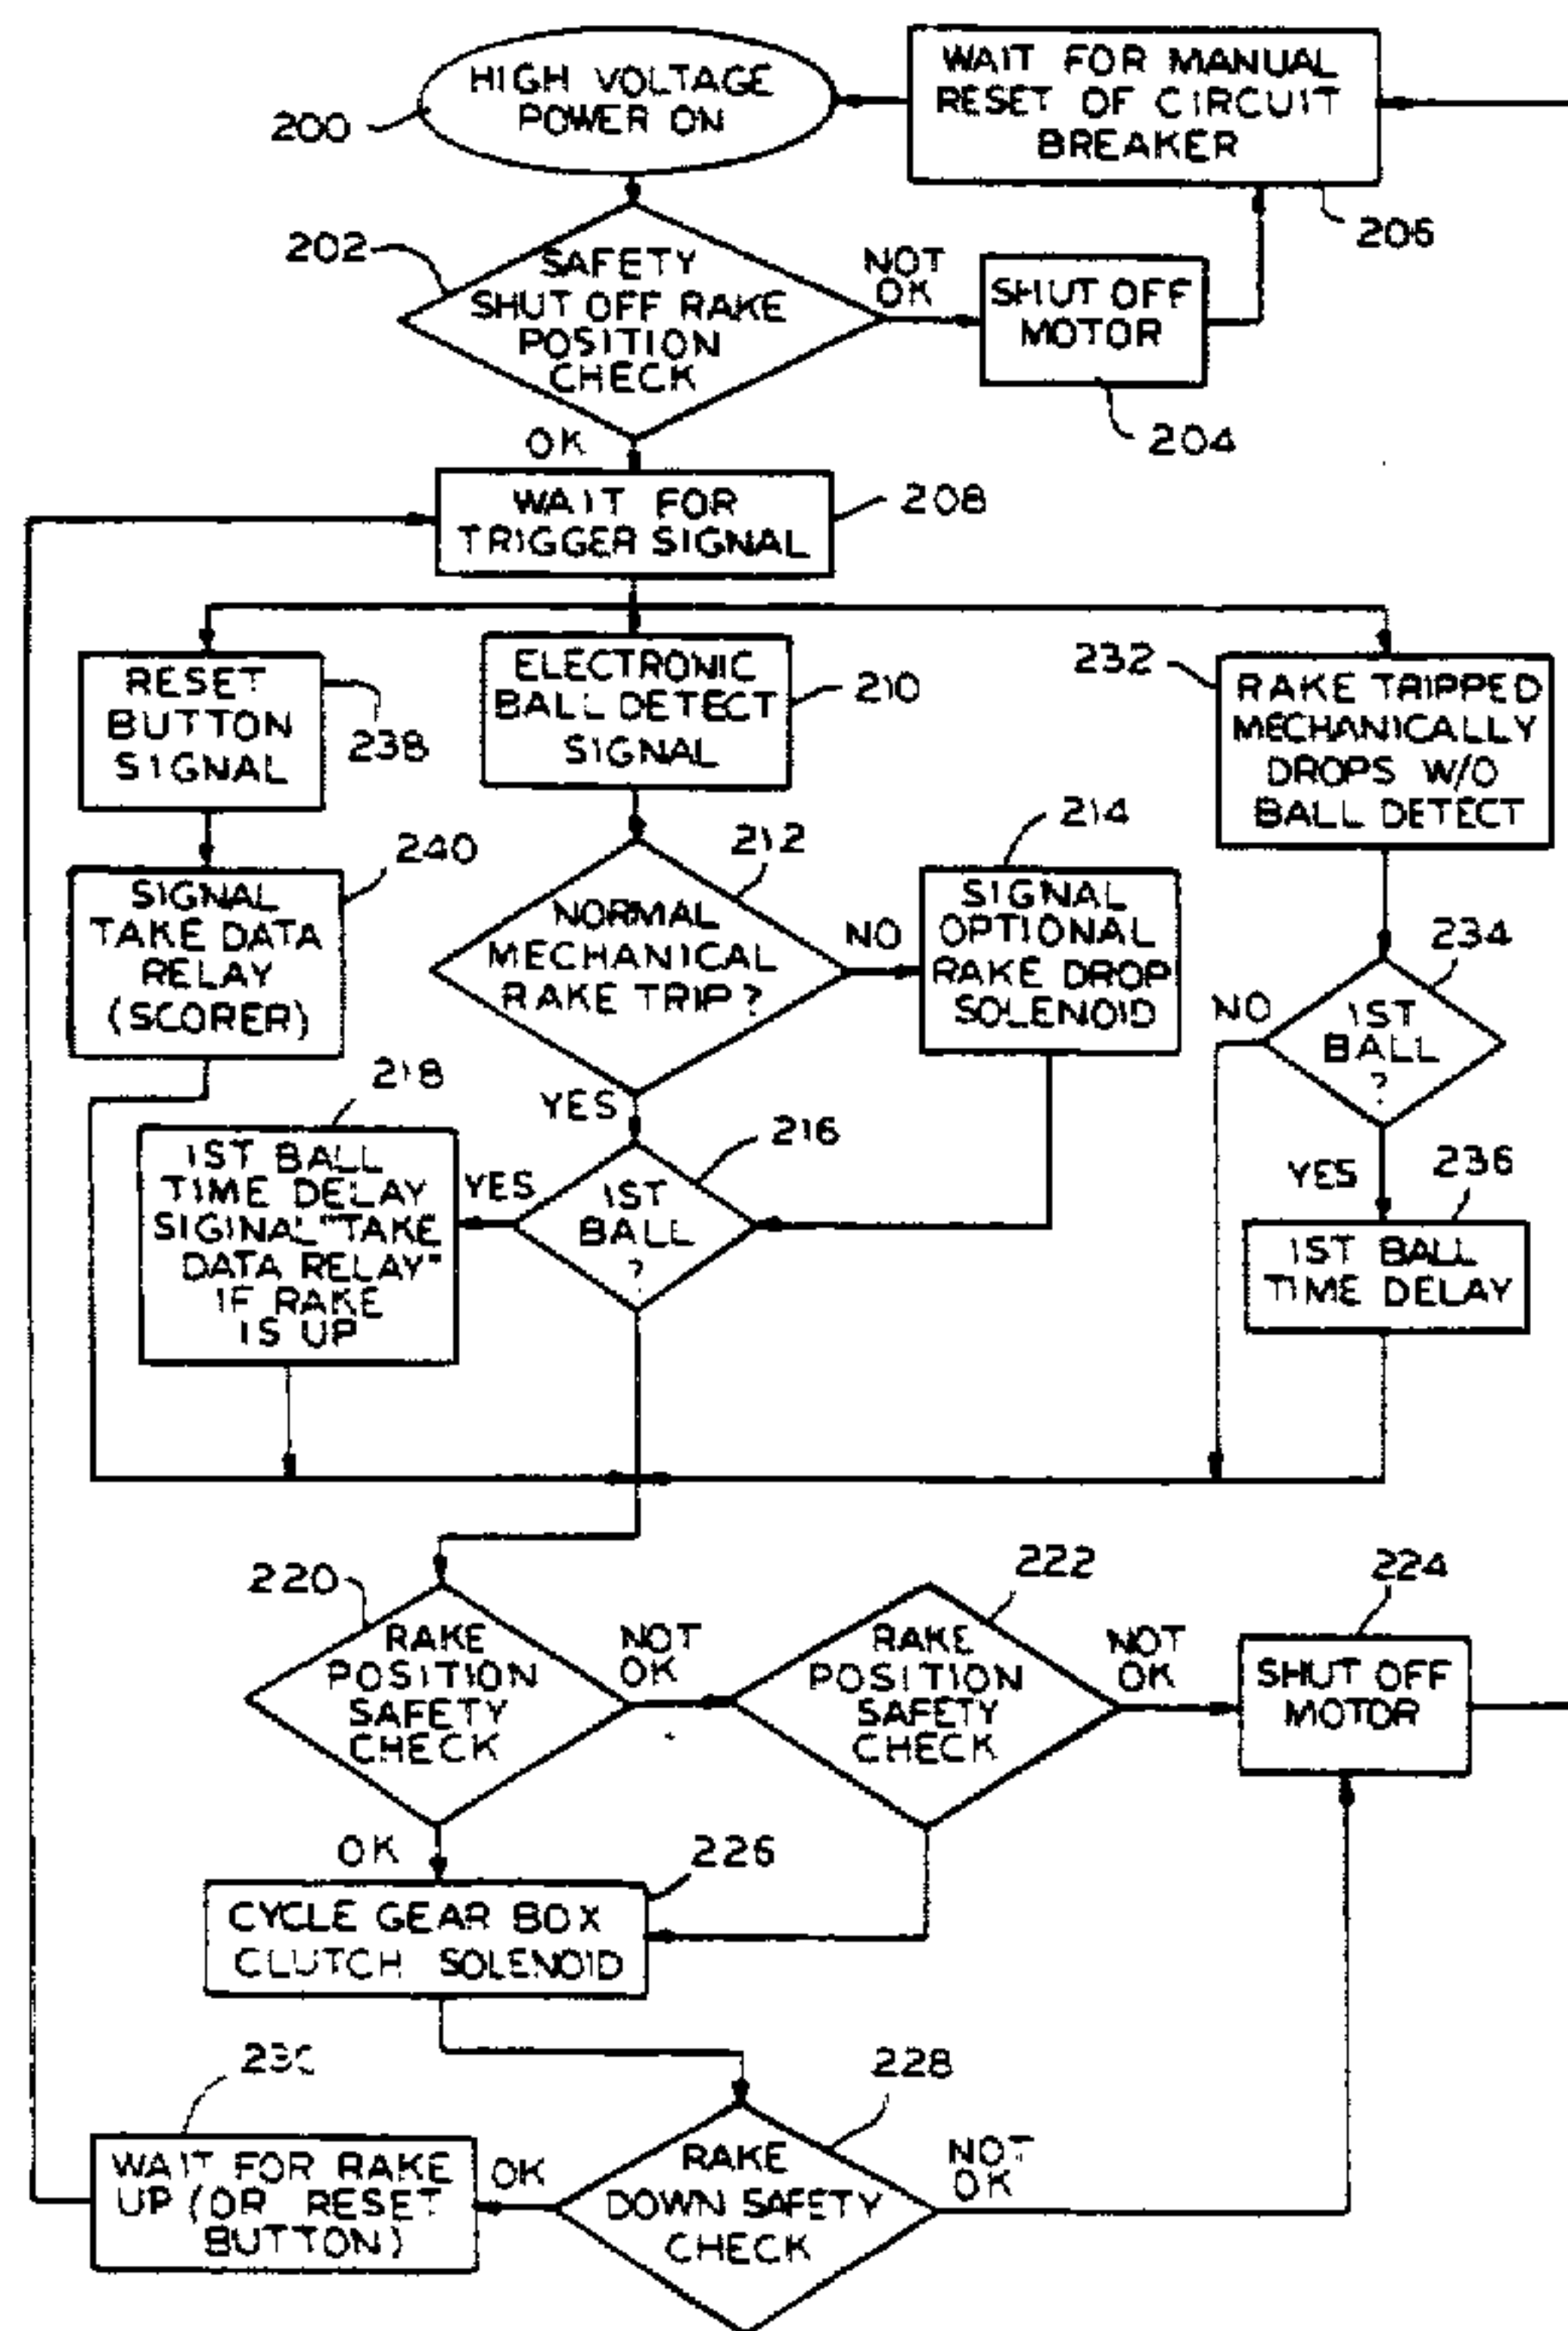 HIGH VOLTAGE
POWER ON
200
WAIT FOR MANUAL
RESET OF CIRCUIT
BREAKER
206
202
SAFETY
SHUT OFF RAKE
POSITION
CHECK
NOT
OK
SHUT OFF
MOTOR
204
OK
WAIT FOR
TRIGGER SIGNAL
208
RESET
BUTTON
SIGNAL
238
ELECTRONIC
BALL DETECT
SIGNAL
210
232
RAKE TRIPPED
MECHANICALLY
DROPS W/O
BALL DETECT
SIGNAL
TAKE DATA
RELAY
(SCORER)
240
212
NORMAL
MECHANICAL
RAKE TRIP?
NO
214
SIGNAL
OPTIONAL
RAKE DROP
SOLENOID
234
NO
1ST
BALL
?
YES
218
1ST BALL
TIME DELAY
SIGINAL "TAKE
DATA RELAY"
IF RAKE
IS UP
YES
216
1ST
BALL
?
YES
236
1ST BALL
TIME DELAY
220
RAKE
POSITION
SAFETY
CHECK
NOT
OK
222
RAKE
POSITION
SAFETY
CHECK
NOT
OK
224
SHUT OFF
MOTOR
OK
226
CYCLE GEAR BOX
CLUTCH SOLENOID
WAIT FOR RAKE
UP (OR RESET
BUTTON)
OK
228
RAKE
DOWN SAFETY
CHECK
NOT
OK